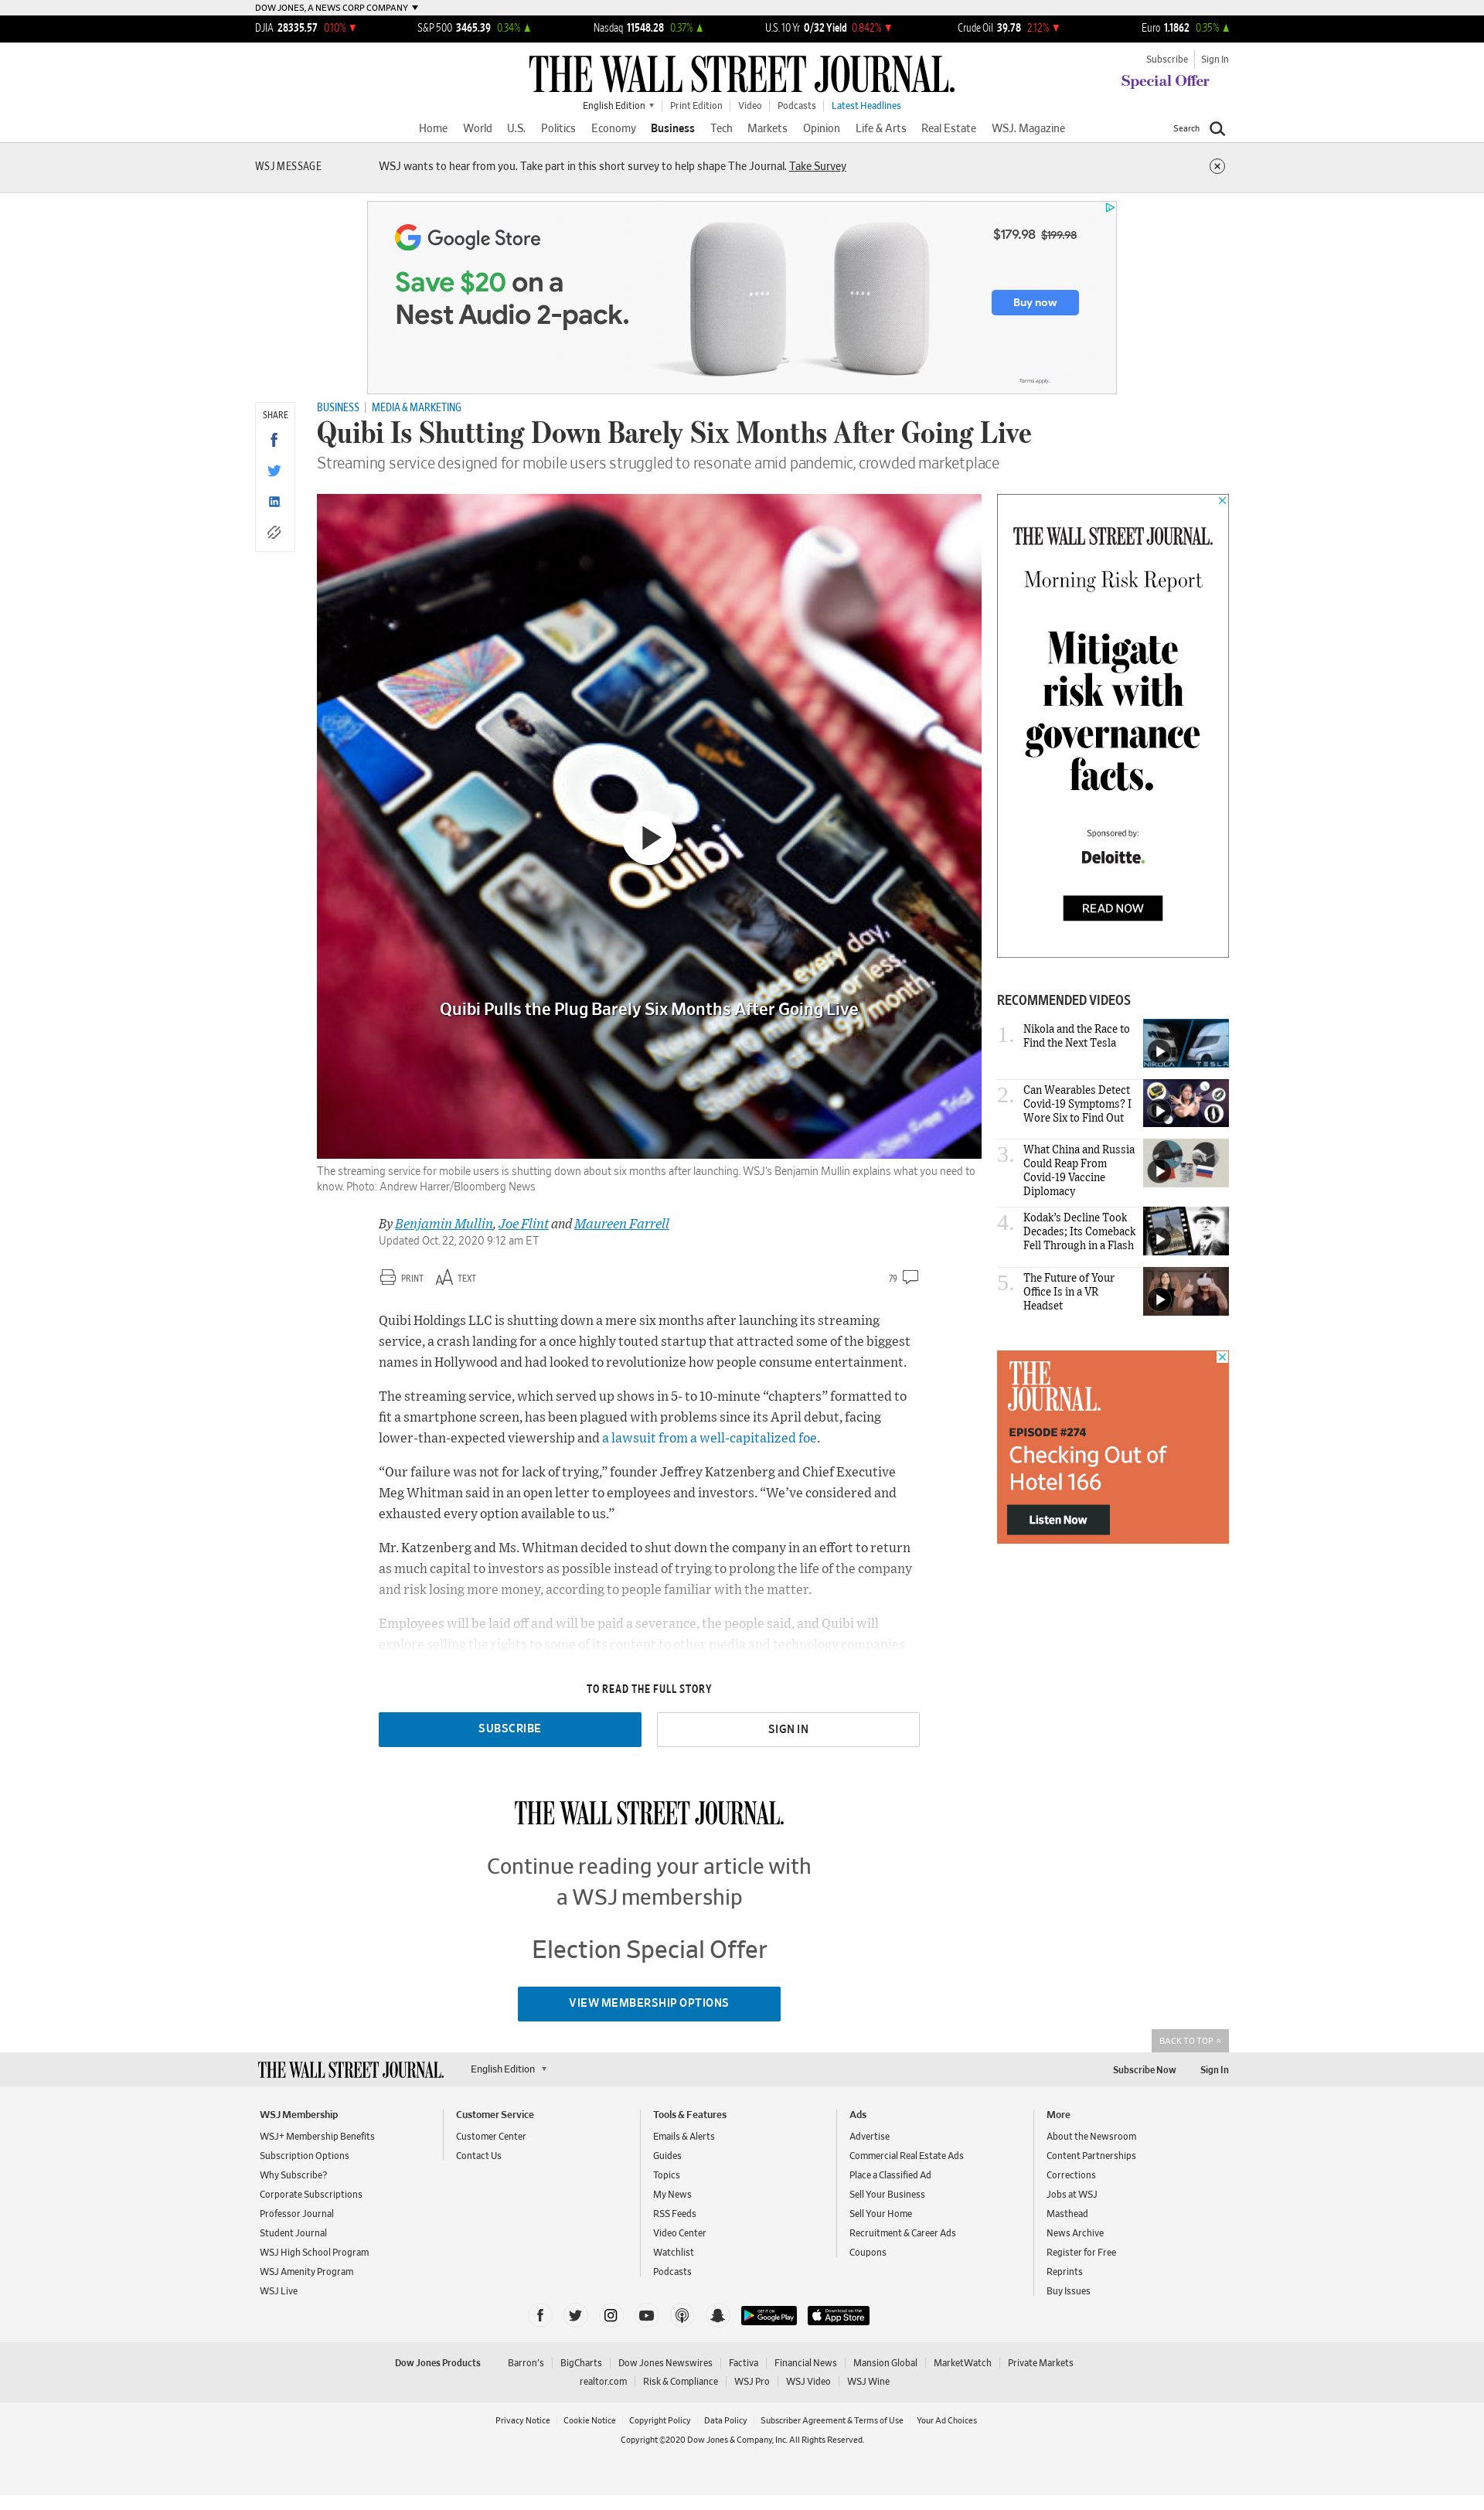 DOW JONES, A NEWS CORP COMPANY
DJIA 28335.57 0.10% S&P 500 3465.39 0.34% Nasdaq 11548.28 0.37% U.S. 10 Yr 0/32 Yield 0.842% Crude Oil 39.78 2.12% Euro 1.1862 0.35%
THE WALL STREET JOURNAL.
Subscribe Sign In
Special Offer
English Edition Print Edition Video Podcasts Latest Headlines
Home World U.S. Politics Economy Business Tech Markets Opinion Life & Arts Real Estate WSJ. Magazine Search
WSJ MESSAGE WSJ wants to hear from you. Take part in this short survey to help shape The Journal. Take Survey
Google Store
Save $20 on a
Nest Audio 2-pack.
$179.98 $199.98
Buy now
Terms apply.
SHARE
BUSINESS | MEDIA & MARKETING
Quibi Is Shutting Down Barely Six Months After Going Live
Streaming service designed for mobile users struggled to resonate amid pandemic, crowded marketplace
Quibi
every day,
or less.
Starting at $4.99/month.
Free Trial
Quibi Pulls the Plug Barely Six Months After Going Live
The streaming service for mobile users is shutting down about six months after launching. WSJ's Benjamin Mullin explains what you need to
know. Photo: Andrew Harrer/Bloomberg News
By Benjamin Mullin, Joe Flint and Maureen Farrell
Updated Oct. 22, 2020 9:12 am ET
PRINT AA TEXT 79
Quibi Holdings LLC is shutting down a mere six months after launching its streaming
service, a crash landing for a once highly touted startup that attracted some of the biggest
names in Hollywood and had looked to revolutionize how people consume entertainment.
The streaming service, which served up shows in 5- to 10-minute “chapters” formatted to
fit a smartphone screen, has been plagued with problems since its April debut, facing
lower-than-expected viewership and a lawsuit from a well-capitalized foe.
“Our failure was not for lack of trying,” founder Jeffrey Katzenberg and Chief Executive
Meg Whitman said in an open letter to employees and investors. “We’ve considered and
exhausted every option available to us.”
Mr. Katzenberg and Ms. Whitman decided to shut down the company in an effort to return
as much capital to investors as possible instead of trying to prolong the life of the company
and risk losing more money, according to people familiar with the matter.
Employees will be laid off and will be paid a severance, the people said, and Quibi will
explore selling the rights to some of its content to other media and technology companies
TO READ THE FULL STORY
SUBSCRIBE SIGN IN
THE WALL STREET JOURNAL.
Continue reading your article with
a WSJ membership
Election Special Offer
VIEW MEMBERSHIP OPTIONS
THE WALL STREET JOURNAL.
Morning Risk Report
Mitigate
risk with
governance
facts.
Sponsored by:
Deloitte.
READ NOW
RECOMMENDED VIDEOS
1. Nikola and the Race to
Find the Next Tesla
NIKOLA TESLA
2. Can Wearables Detect
Covid-19 Symptoms? I
Wore Six to Find Out
3. What China and Russia
Could Reap From
Covid-19 Vaccine
Diplomacy
4. Kodak’s Decline Took
Decades; Its Comeback
Fell Through in a Flash
5. The Future of Your
Office Is in a VR
Headset
THE
JOURNAL.
EPISODE #274
Checking Out of
Hotel 166
Listen Now
BACK TO TOP
THE WALL STREET JOURNAL. English Edition Subscribe Now Sign In
WSJ Membership
WSJ+ Membership Benefits
Subscription Options
Why Subscribe?
Corporate Subscriptions
Professor Journal
Student Journal
WSJ High School Program
WSJ Amenity Program
WSJ Live
Customer Service
Customer Center
Contact Us
Tools & Features
Emails & Alerts
Guides
Topics
My News
RSS Feeds
Video Center
Watchlist
Podcasts
Ads
Advertise
Commercial Real Estate Ads
Place a Classified Ad
Sell Your Business
Sell Your Home
Recruitment & Career Ads
Coupons
More
About the Newsroom
Content Partnerships
Corrections
Jobs at WSJ
Masthead
News Archive
Register for Free
Reprints
Buy Issues
GET IT ON Google Play Download on the App Store
Dow Jones Products Barron's BigCharts Dow Jones Newswires Factiva Financial News Mansion Global MarketWatch Private Markets
realtor.com Risk & Compliance WSJ Pro WSJ Video WSJ Wine
Privacy Notice Cookie Notice Copyright Policy Data Policy Subscriber Agreement & Terms of Use Your Ad Choices
Copyright ©2020 Dow Jones & Company, Inc. All Rights Reserved.